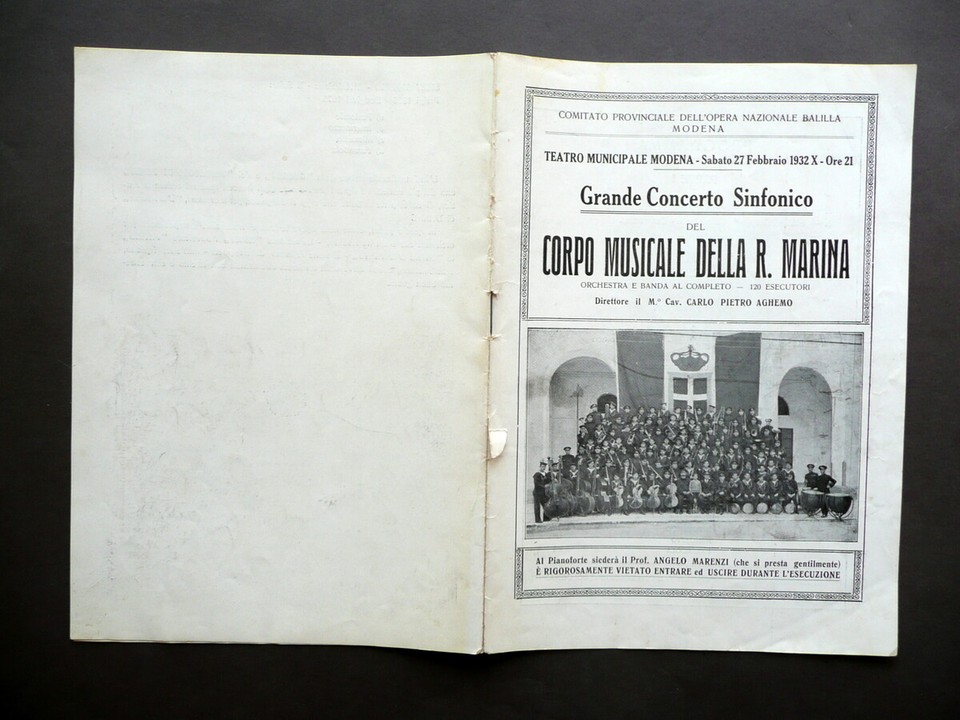 COMITATO PROVINCIALE DELL'OPERA NAZIONALE BALILLA
MODENA
TEATRO MUNICIPALE MODENA - Sabato 27 Febbraio 1932 X - Ore 21
Grande Concerto Sinfonico
DEL
CORPO MUSICALE DELLA R. MARINA
ORCHESTRA E BANDA AL COMPLETO — 120 ESECUTORI
Direttore il M.° Cav. CARLO PIETRO AGHEMO
Al Pianoforte siederà il Prof. ANGELO MARENZI (che si presta gentilmente)
È RIGOROSAMENTE VIETATO ENTRARE ed USCIRE DURANTE L'ESECUZIONE